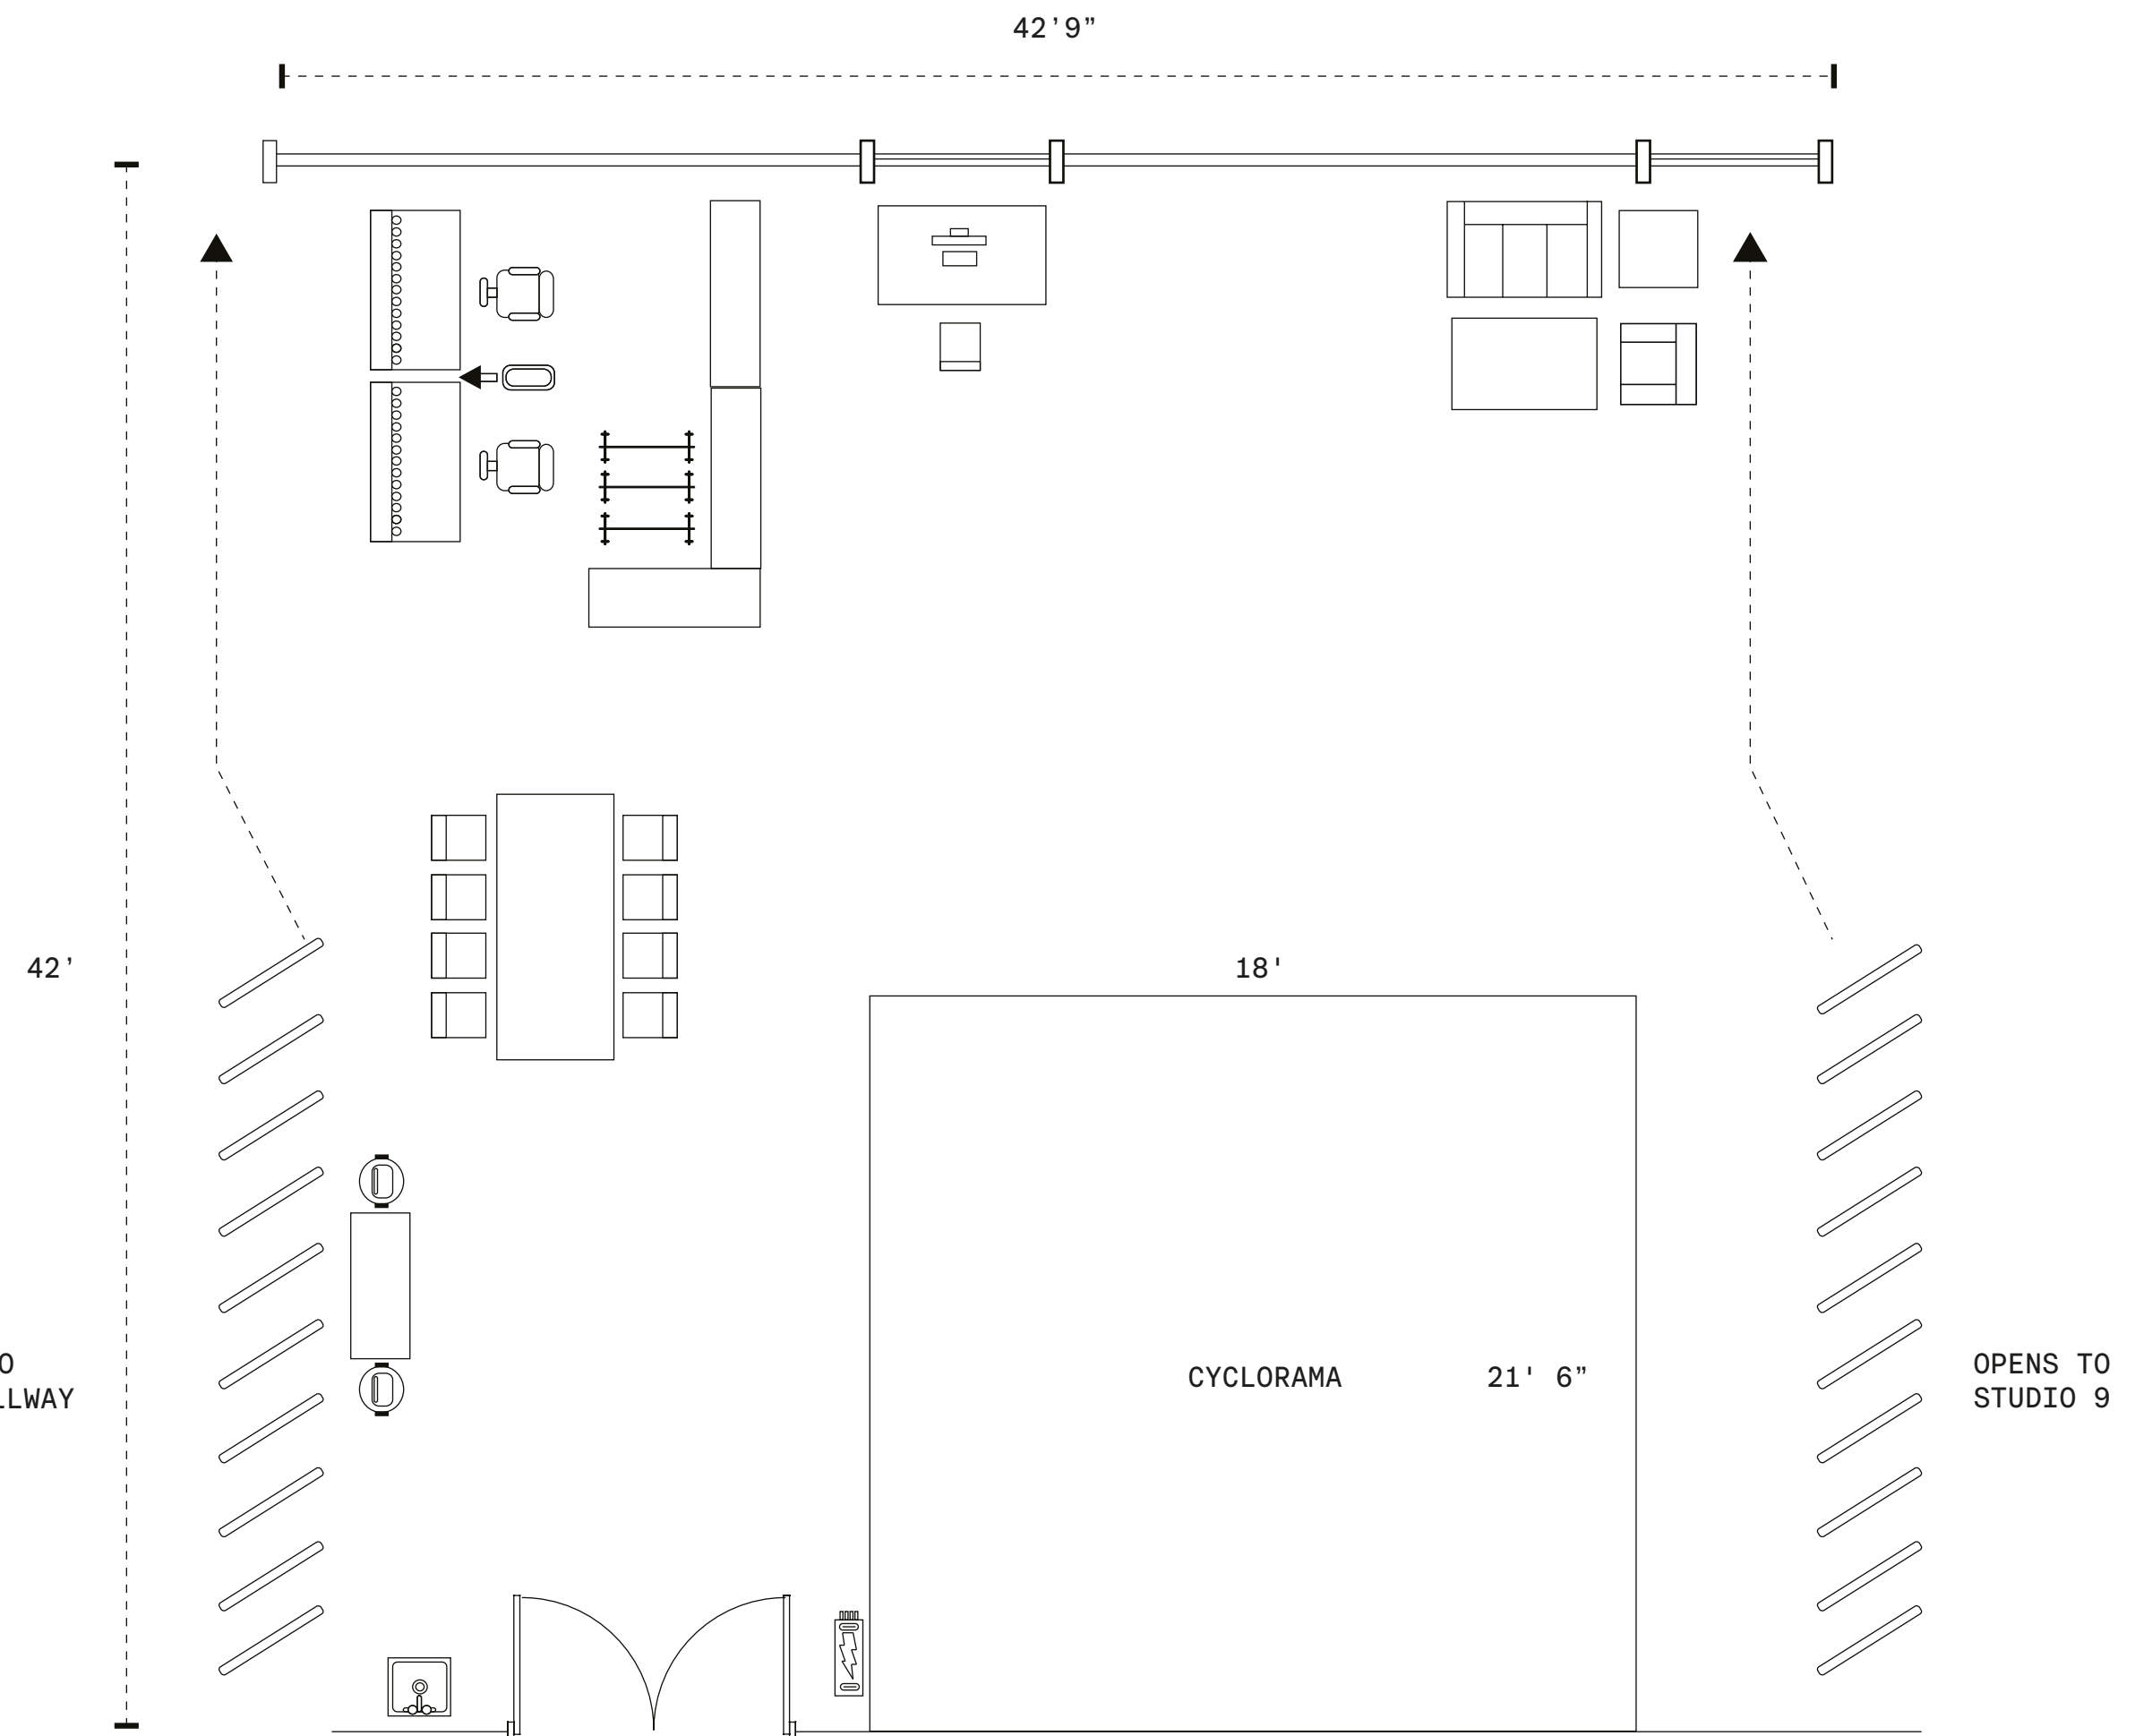 42’9”
42’
18'
CYCLORAMA
21' 6”
OPENS TO
STUDIO 9